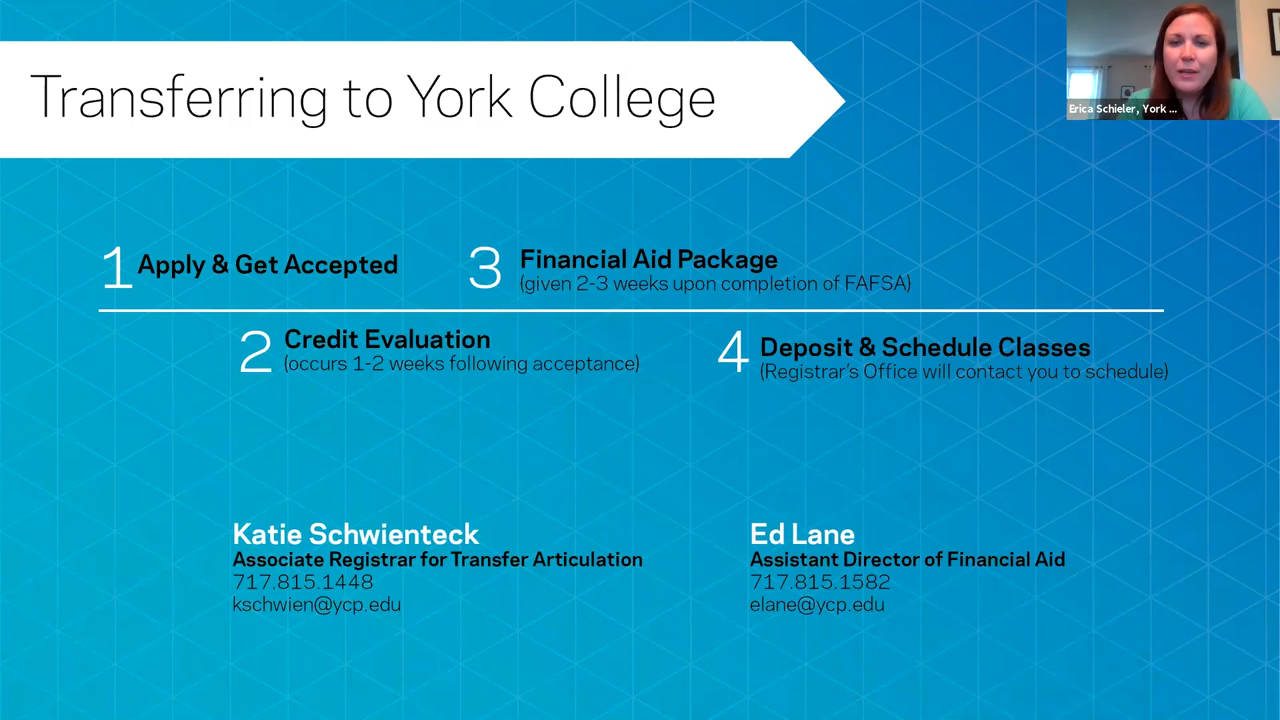 Transferring to York College
Erica Schieler, York ...
1 Apply & Get Accepted
2 Credit Evaluation
(occurs 1-2 weeks following acceptance)
3 Financial Aid Package
(given 2-3 weeks upon completion of FAFSA)
4 Deposit & Schedule Classes
(Registrar's Office will contact you to schedule)
Katie Schwienteck
Associate Registrar for Transfer Articulation
717.815.1448
kschwien@ycp.edu
Ed Lane
Assistant Director of Financial Aid
717.815.1582
elane@ycp.edu